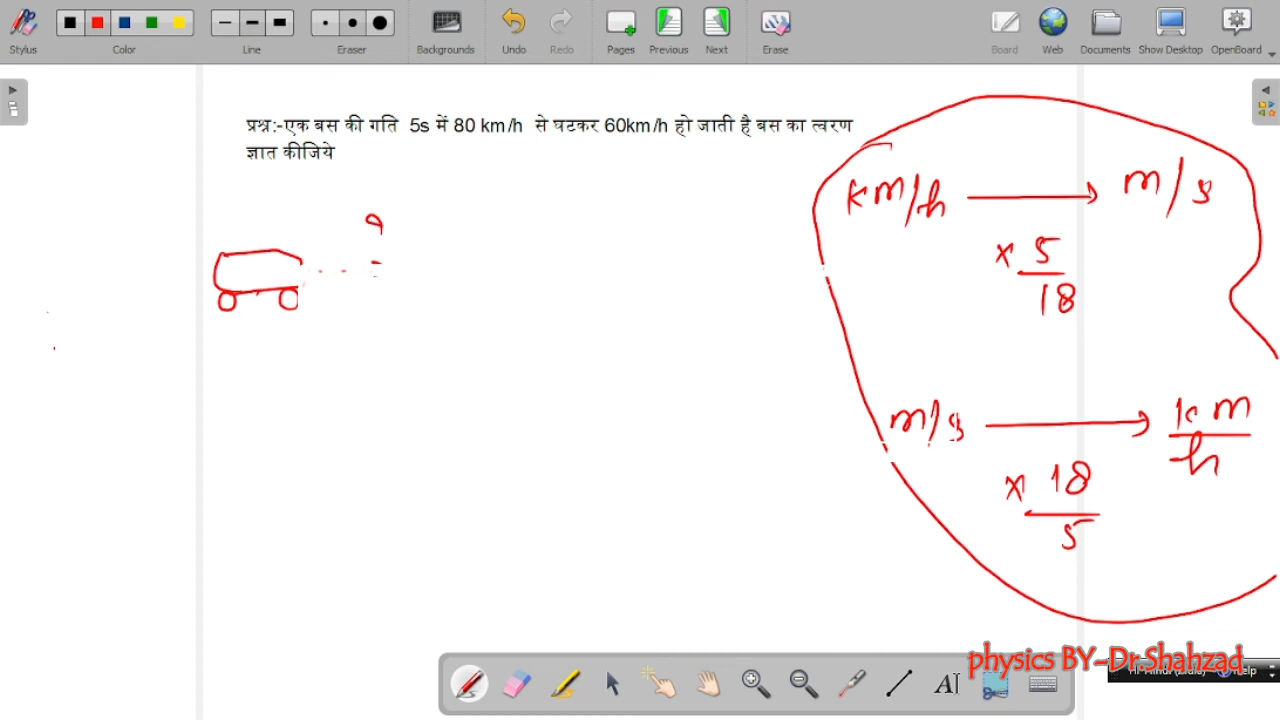 Stylus
Color
Line
Eraser
Backgrounds
Undo
Redo
Pages
Previous
Next
Erase
Board
Web
Documents
Show Desktop
OpenBoard
प्रश्न:-एक बस की गति 5s में 80 km/h से घटकर 60km/h हो जाती है बस का त्वरण
ज्ञात कीजिये
km/h → m/s
× 5/18
m/s → km/h
× 18/5
physics BY-Dr.Shahzad
Help